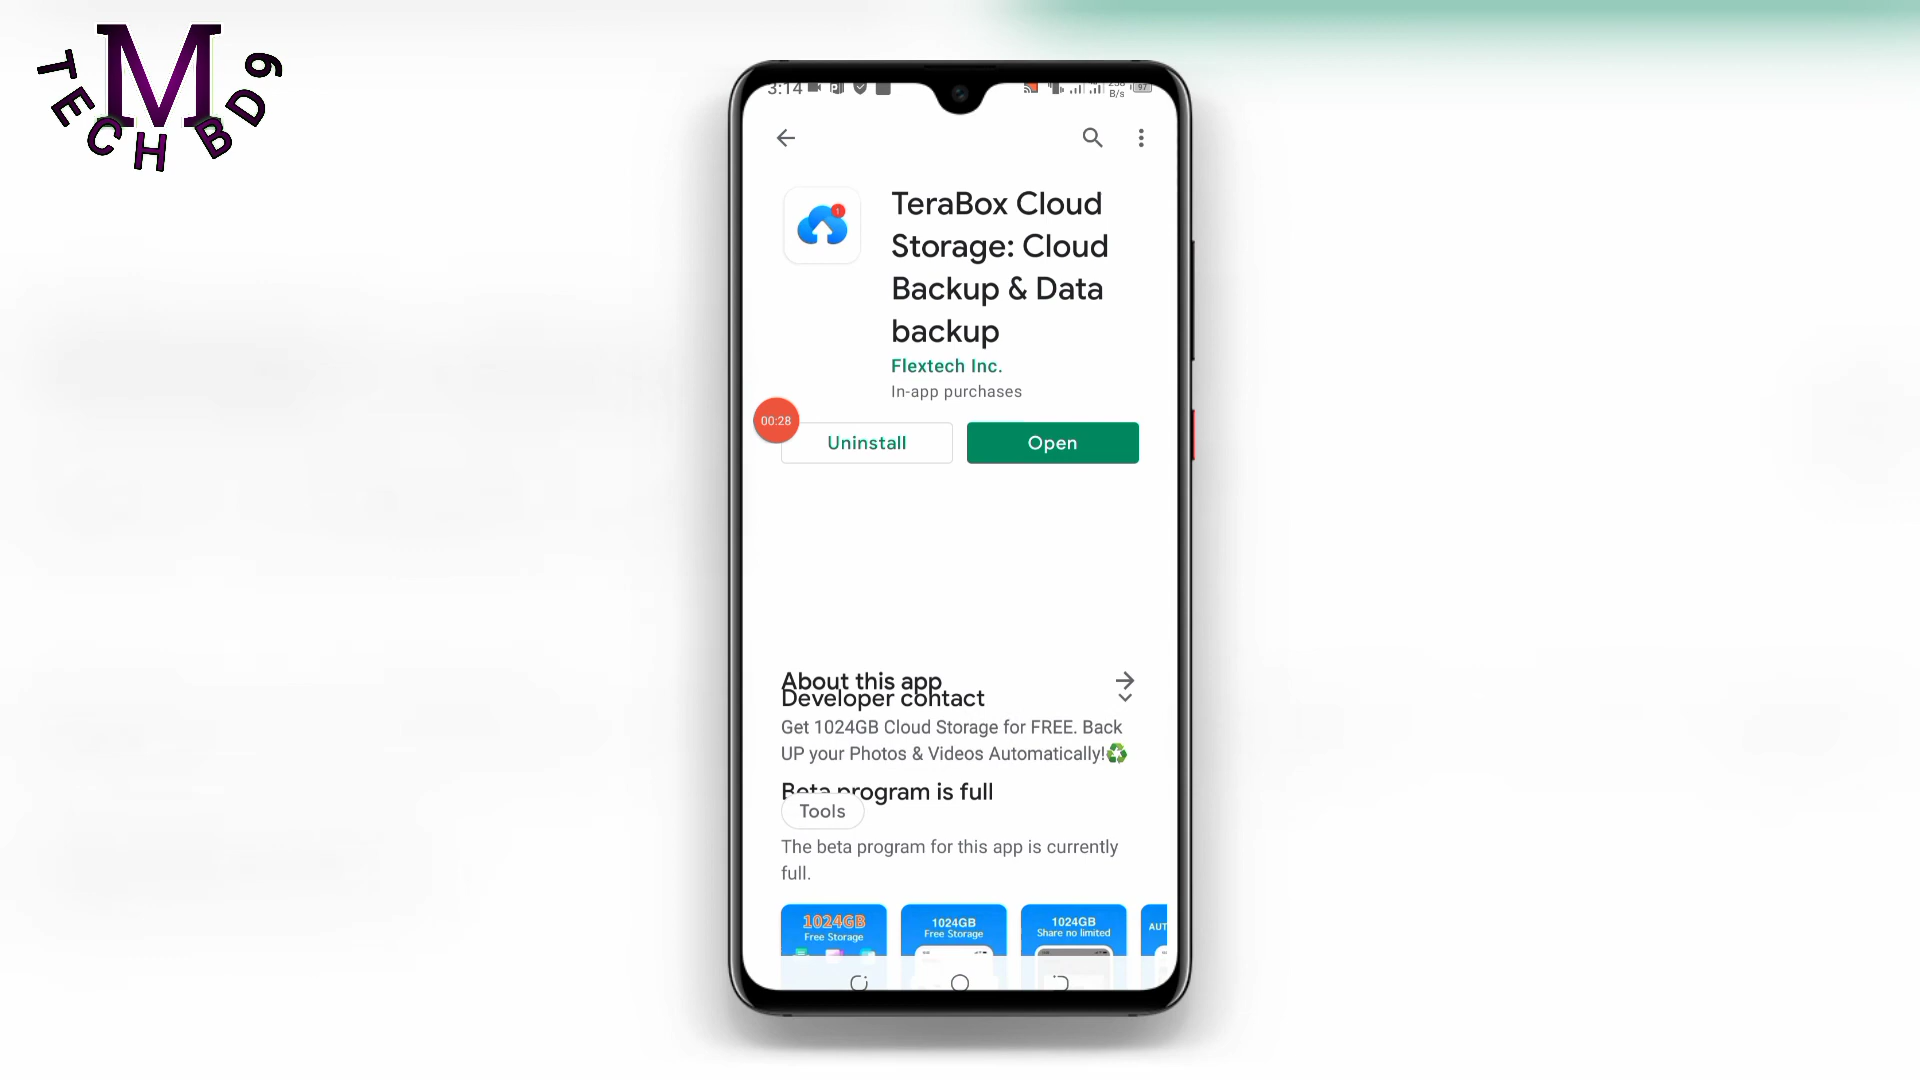 M
TECH BD9
3:14
B/s
97
TeraBox Cloud
Storage: Cloud
Backup & Data
backup
Flextech Inc.
In-app purchases
00:28
Uninstall
Open
About this app
Developer contact
Get 1024GB Cloud Storage for FREE. Back
UP your Photos & Videos Automatically!♻️
Beta program is full
Tools
The beta program for this app is currently
full.
1024GB
Free Storage
1024GB
Free Storage
1024GB
Share no limited